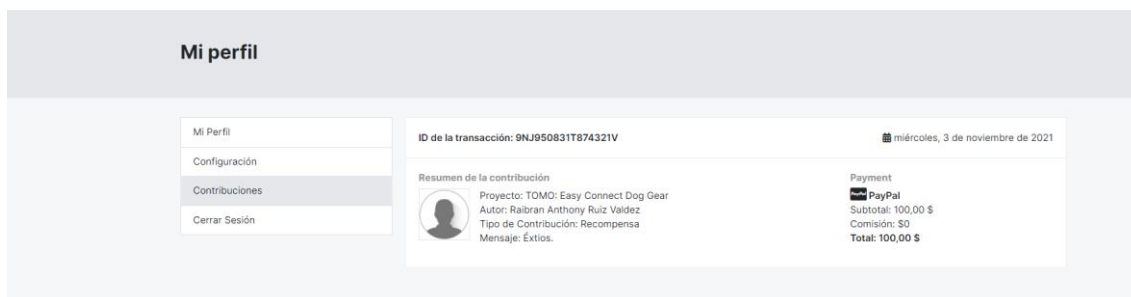 Mi perfil
Mi Perfil
Configuración
Contribuciones
Cerrar Sesión
ID de la transacción: 9NJ950831T874321V
miércoles, 3 de noviembre de 2021
Resumen de la contribución
Proyecto: TOMO: Easy Connect Dog Gear
Autor: Raibran Anthony Ruiz Valdez
Tipo de Contribución: Recompensa
Mensaje: Éxtios.
Payment
PayPal PayPal
Subtotal: 100,00 $
Comisión: $0
Total: 100,00 $